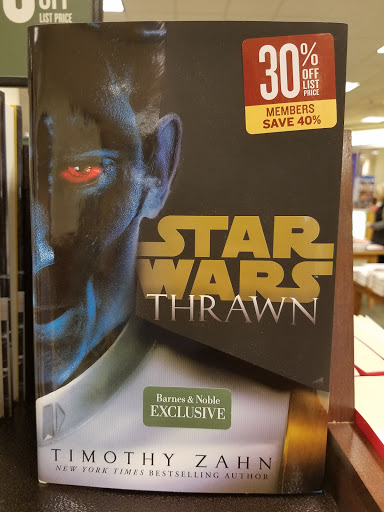 OFF
LIST PRICE
30%
OFF
LIST
PRICE
MEMBERS
SAVE 40%
STAR
WARS
THRAWN
Barnes & Noble
EXCLUSIVE
TIMOTHY ZAHN
NEW YORK TIMES BESTSELLING AUTHOR